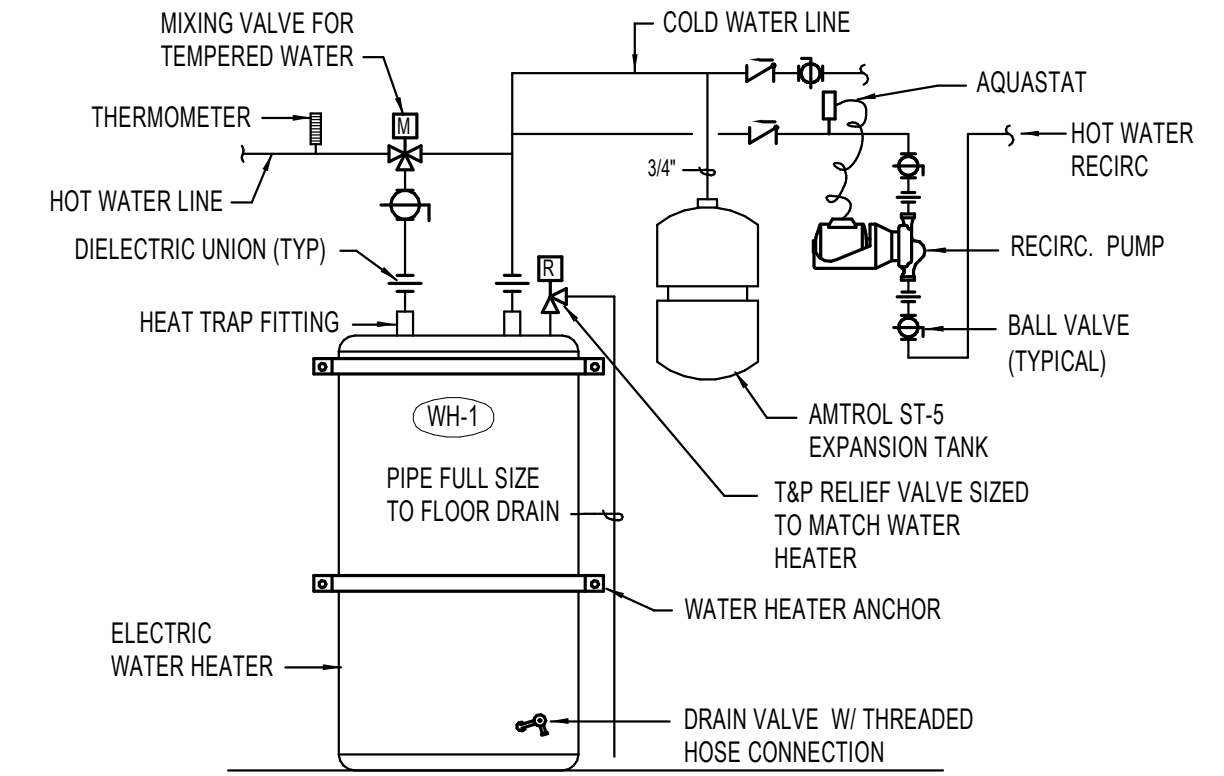 MIXING VALVE FOR
TEMPERED WATER
COLD WATER LINE
THERMOMETER
M
AQUASTAT
HOT WATER
RECIRC
HOT WATER LINE
3/4"
DIELECTRIC UNION (TYP)
R
RECIRC. PUMP
HEAT TRAP FITTING
BALL VALVE
(TYPICAL)
WH-1
AMTROL ST-5
EXPANSION TANK
PIPE FULL SIZE
TO FLOOR DRAIN
T&P RELIEF VALVE SIZED
TO MATCH WATER
HEATER
WATER HEATER ANCHOR
ELECTRIC
WATER HEATER
DRAIN VALVE W/ THREADED
HOSE CONNECTION